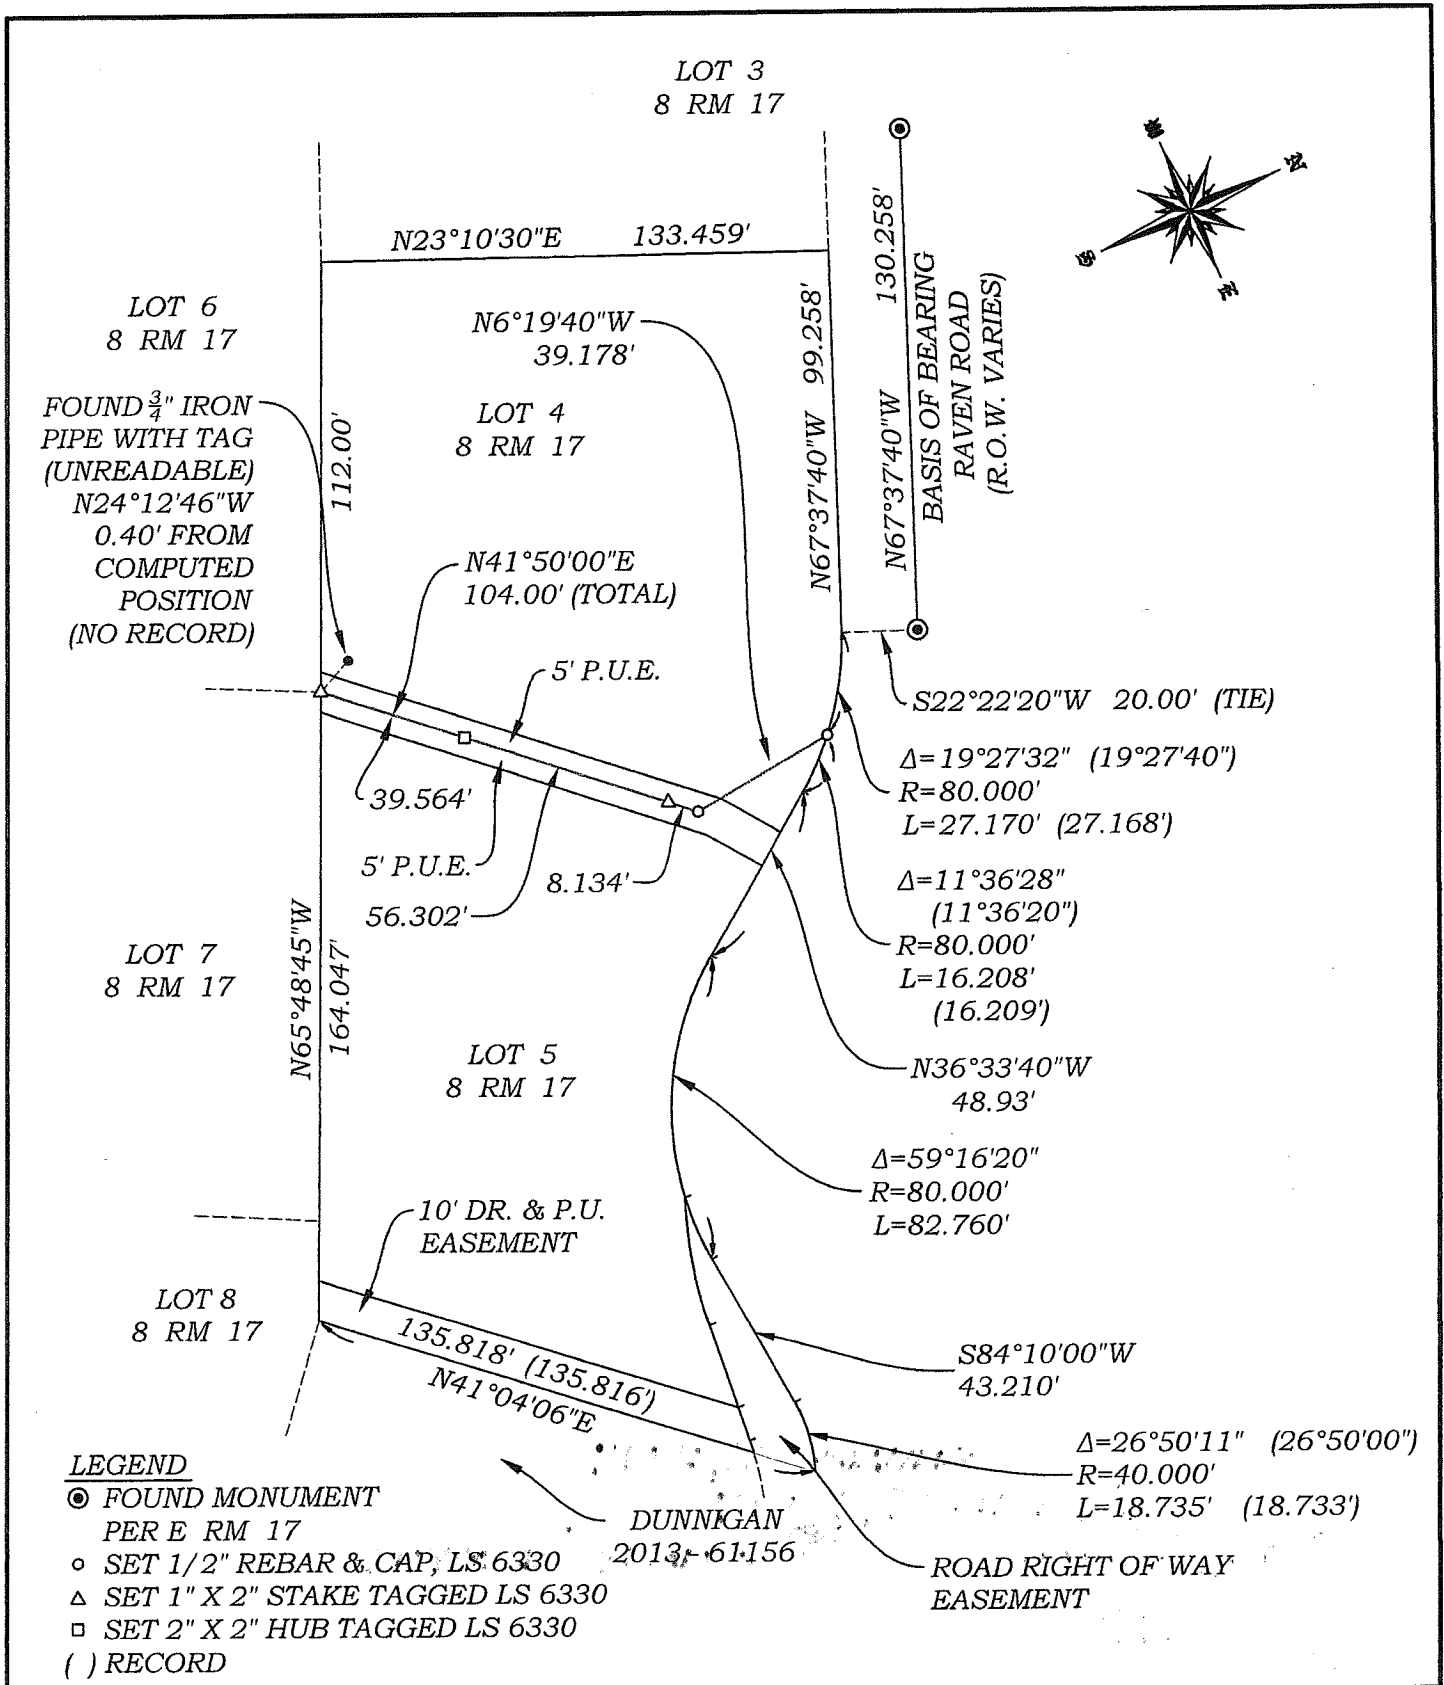 LOT 3
8 RM 17
N23°10'30"E 133.459'
130.258'
N67°37'40"W
BASIS OF BEARING
RAVEN ROAD
(R.O.W. VARIES)
LOT 6
8 RM 17
N6°19'40"W
39.178'
N67°37'40"W 99.258'
FOUND 3/4" IRON
PIPE WITH TAG
(UNREADABLE)
N24°12'46"W
0.40' FROM
COMPUTED
POSITION
(NO RECORD)
112.00'
LOT 4
8 RM 17
N41°50'00"E
104.00' (TOTAL)
5' P.U.E.
S22°22'20"W 20.00' (TIE)
Δ=19°27'32" (19°27'40")
R=80.000'
L=27.170' (27.168')
39.564'
5' P.U.E.
8.134'
56.302'
Δ=11°36'28"
(11°36'20")
R=80.000'
L=16.208'
(16.209')
N65°48'45"W
164.047'
LOT 7
8 RM 17
LOT 5
8 RM 17
N36°33'40"W
48.93'
Δ=59°16'20"
R=80.000'
L=82.760'
10' DR. & P.U.
EASEMENT
LOT 8
8 RM 17
135.818' (135.816')
N41°04'06"E
S84°10'00"W
43.210'
Δ=26°50'11" (26°50'00")
R=40.000'
L=18.735' (18.733')
DUNNIGAN
2013-61156
ROAD RIGHT OF WAY
EASEMENT
LEGEND
FOUND MONUMENT
PER E RM 17
SET 1/2" REBAR & CAP, LS 6330
SET 1" X 2" STAKE TAGGED LS 6330
SET 2" X 2" HUB TAGGED LS 6330
( ) RECORD